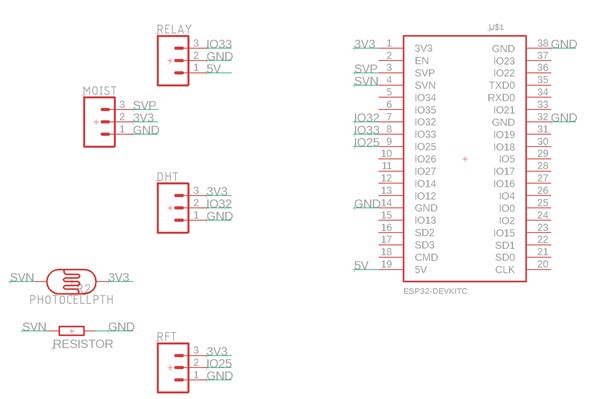 RELAY
3 IO33
2 GND
1 5V
MOIST
3 SVP
2 3V3
1 GND
DHT
3 3V3
2 IO32
1 GND
SVN 3V3
PHOTOCELLPTH
SVN GND
RESISTOR
RFT
3 3V3
2 IO25
1 GND
U$1
3V3 1 3V3 GND 38 GND
2 EN IO23 37
SVP 3 SVP IO22 36
SVN 4 SVN TXD0 35
5 IO34 RXD0 34
6 IO35 IO21 33
IO32 7 IO32 GND 32 GND
IO33 8 IO33 IO19 31
IO25 9 IO25 IO18 30
10 IO26 IO5 29
11 IO27 IO17 28
12 IO14 IO16 27
13 IO12 IO4 26
GND 14 GND IO0 25
15 IO13 IO2 24
16 SD2 IO15 23
17 SD3 SD1 22
18 CMD SD0 21
5V 19 5V CLK 20
ESP32-DEVKITC